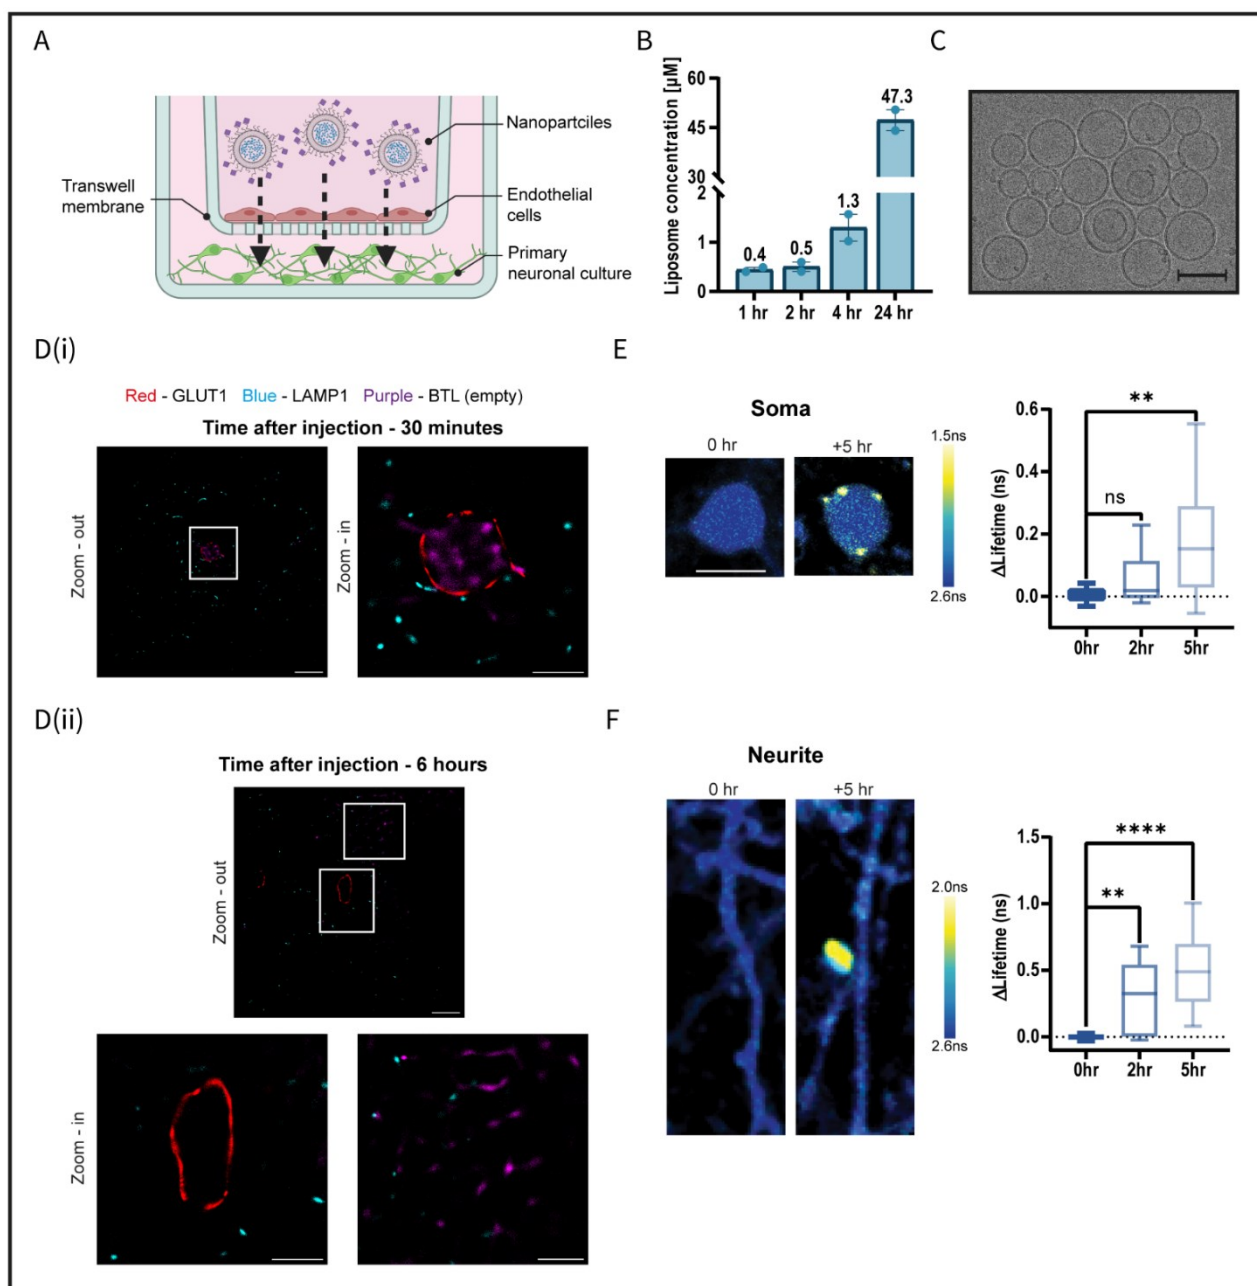 A
Nanopartciles
Transwell
membrane
Endothelial
cells
Primary
neuronal culture
B
Liposome concentration [µM]
60
45
30
2
1
0
0.4
0.5
1.3
47.3
1 hr
2 hr
4 hr
24 hr
C
D(i)
Red - GLUT1 Blue - LAMP1 Purple - BTL (empty)
Time after injection - 30 minutes
Zoom - out
Zoom - in
E
Soma
0 hr
+5 hr
1.5ns
2.6ns
ΔLifetime (ns)
0.6
0.4
0.2
0.0
**
ns
0hr
2hr
5hr
D(ii)
Time after injection - 6 hours
Zoom - out
Zoom - in
F
Neurite
0 hr
+5 hr
2.0ns
2.6ns
ΔLifetime (ns)
1.5
1.0
0.5
0.0
****
**
0hr
2hr
5hr